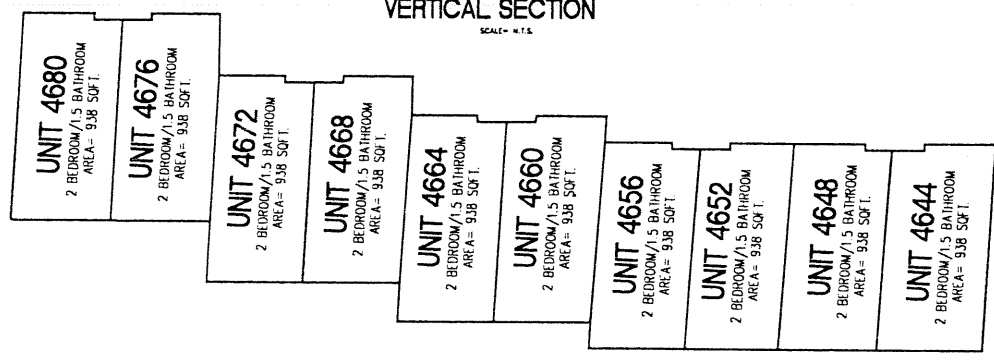 VERTICAL SECTION
SCALE= N.T.S.
UNIT 4680
2 BEDROOM/1.5 BATHROOM
AREA= 938 SQFT.
UNIT 4676
2 BEDROOM/1.5 BATHROOM
AREA= 938 SQFT.
UNIT 4672
2 BEDROOM/1.5 BATHROOM
AREA= 938 SQFT.
UNIT 4668
2 BEDROOM/1.5 BATHROOM
AREA= 938 SQFT.
UNIT 4664
2 BEDROOM/1.5 BATHROOM
AREA= 938 SQFT.
UNIT 4660
2 BEDROOM/1.5 BATHROOM
AREA= 938 SQFT.
UNIT 4656
2 BEDROOM/1.5 BATHROOM
AREA= 938 SQFT.
UNIT 4652
2 BEDROOM/1.5 BATHROOM
AREA= 938 SQFT.
UNIT 4648
2 BEDROOM/1.5 BATHROOM
AREA= 938 SQFT.
UNIT 4644
2 BEDROOM/1.5 BATHROOM
AREA= 938 SQFT.